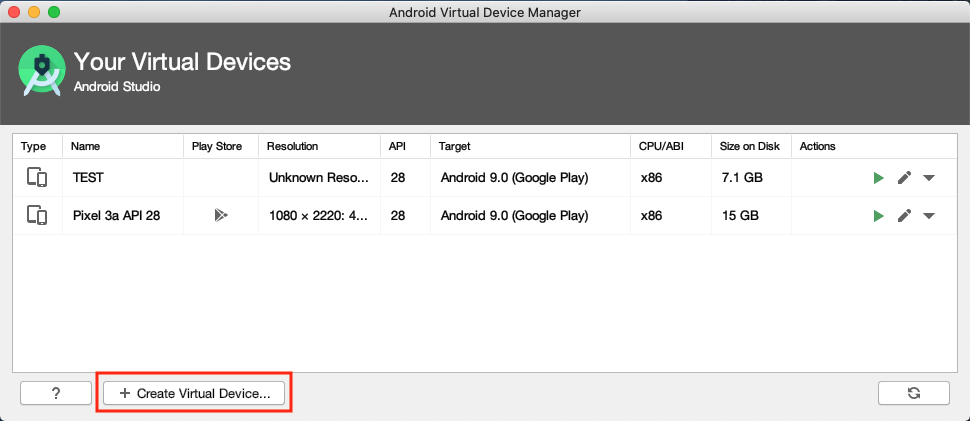 Android Virtual Device Manager
Your Virtual Devices
Android Studio
Type Name Play Store Resolution API Target CPU/ABI Size on Disk Actions
TEST Unknown Reso... 28 Android 9.0 (Google Play) x86 7.1 GB
Pixel 3a API 28 1080 × 2220: 4... 28 Android 9.0 (Google Play) x86 15 GB
? + Create Virtual Device...